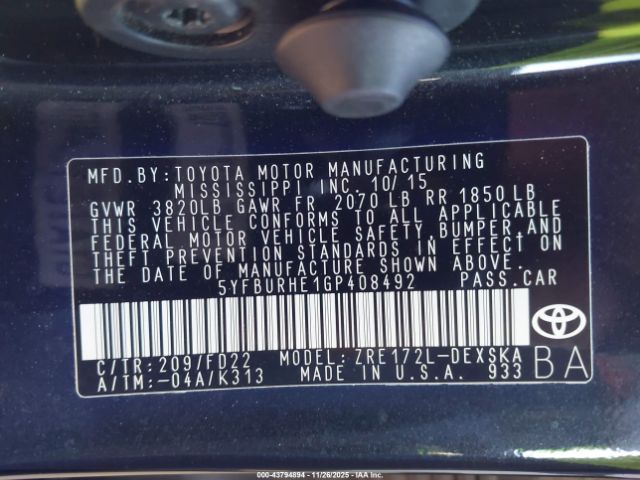 MFD. BY: TOYOTA MOTOR MANUFACTURING
MISSISSIPPI INC. 10/15
GVWR 3820LB GAWR FR 2070 LB RR 1850 LB
THIS VEHICLE CONFORMS TO ALL APPLICABLE
FEDERAL MOTOR VEHICLE SAFETY, BUMPER, AND
THEFT PREVENTION STANDARDS IN EFFECT ON
THE DATE OF MANUFACTURE SHOWN ABOVE.
5YFBURHE1GP408492 PASS. CAR
C/TR: 209/FD22 MODEL: ZRE172L-DEXSKA
A/TM: -04A/K313 MADE IN U.S.A. 933 BA
000-43794894 | 11/26/2025 | IAA Inc.